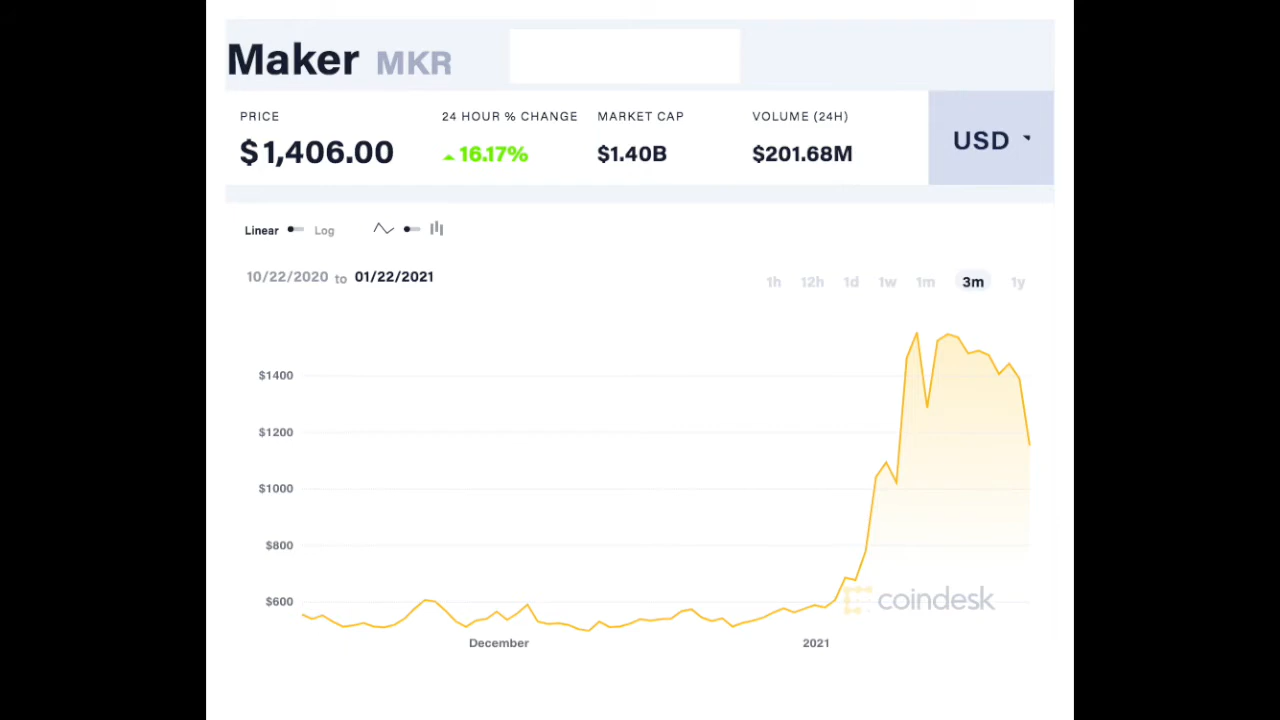 Maker MKR
PRICE 24 HOUR % CHANGE MARKET CAP VOLUME (24H)
$1,406.00 16.17% $1.40B $201.68M USD
Linear Log
10/22/2020 to 01/22/2021
1h 12h 1d 1w 1m 3m 1y
$1400
$1200
$1000
$800
$600
coindesk
December 2021